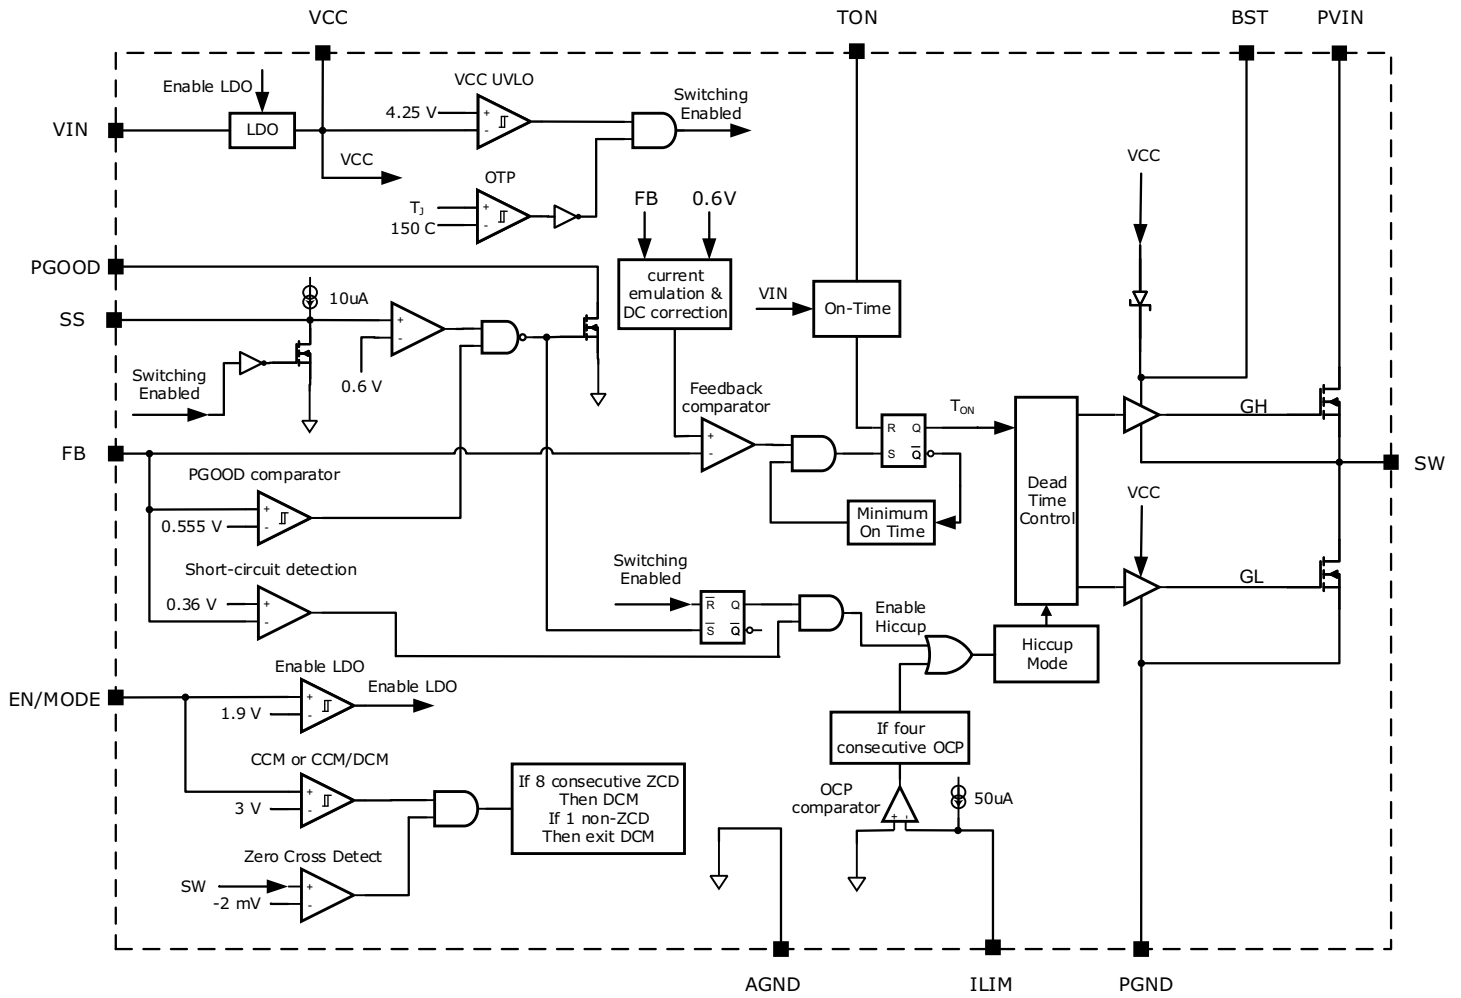 VCC
TON
BST
PVIN
Enable LDO
VCC UVLO
Switching
Enabled
4.25 V
+
-
VIN
LDO
VCC
VCC
OTP
TJ
150 C
+
-
FB
0.6V
PGOOD
current
emulation &
DC correction
VIN
On-Time
10uA
SS
+
-
0.6 V
Switching
Enabled
Feedback
comparator
TON
GH
R
Q
S
Q
+
-
FB
SW
PGOOD comparator
+
-
0.555 V
Dead
Time
Control
VCC
Minimum
On Time
Short-circuit detection
Switching
Enabled
GL
0.36 V
+
-
R
Q
S
Q
Enable
Hiccup
Hiccup
Mode
Enable LDO
Enable LDO
EN/MODE
+
-
1.9 V
If four
consecutive OCP
CCM or CCM/DCM
+
-
3 V
If 8 consecutive ZCD
Then DCM
If 1 non-ZCD
Then exit DCM
OCP
comparator
+
-
50uA
Zero Cross Detect
SW
+
-
-2 mV
AGND
ILIM
PGND